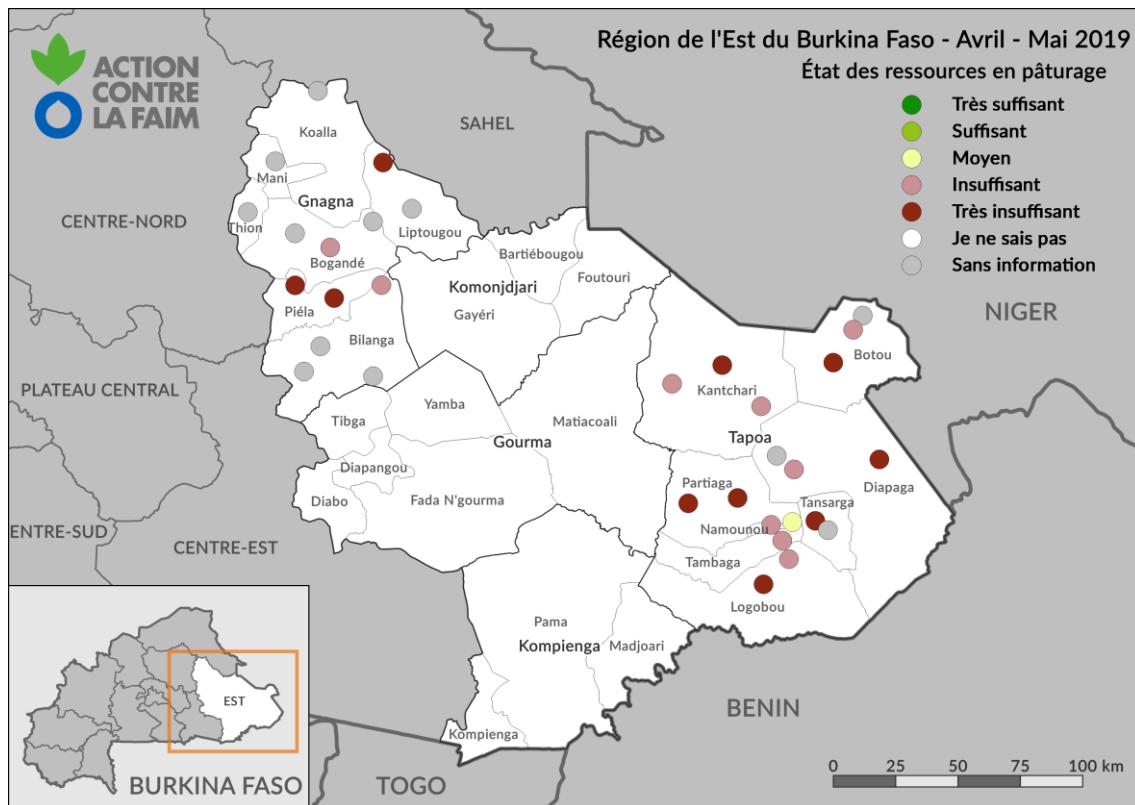 ACTION
CONTRE
LA FAIM
Région de l'Est du Burkina Faso - Avril - Mai 2019
État des ressources en pâturage
Très suffisant
Suffisant
Moyen
Insuffisant
Très insuffisant
Je ne sais pas
Sans information
SAHEL
Koalla
Mani
Gnagna
CENTRE-NORD
Thion
Liptougou
Bogandé
Bartiébougou
Foutouri
Komonjdjari
Gayéri
NIGER
Piéla
Bilanga
Botou
PLATEAU CENTRAL
Kantchari
Yamba
Tibga
Matiacoali
Gourma
Tapoa
Diapangou
Diabo
Fada N'gourma
Partiaga
Diapaga
Tansarga
Namounou
ENTRE-SUD
CENTRE-EST
Tambaga
Logobou
Pama
Kompienga
Madjoari
EST
BENIN
Kompienga
BURKINA FASO
TOGO
0 25 50 75 100 km